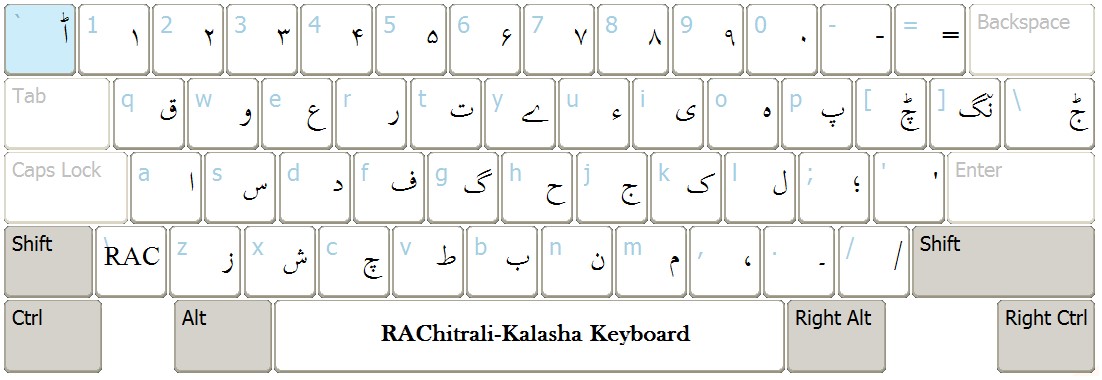 ` اٗ 1 ۱ 2 ۲ 3 ۳ 4 ۴ 5 ۵ 6 ۶ 7 ۷ 8 ۸ 9 ۹ 0 ۰ - - = = Backspace
Tab q ق w و e ع r ر t ت y ے u ء i ی o ہ p پ [ ] \
Caps Lock a ا s س d د f ف g گ h ح j ج k ک l ل ; ؛ ' ' Enter
Shift \ RAC z ز x ش c چ v ط b ب n ن m م , ، . ۔ / / Shift
Ctrl Alt RAChitrali-Kalasha Keyboard Right Alt Right Ctrl